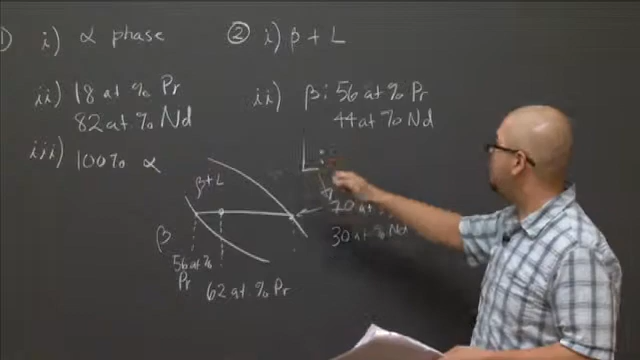 1) i) α phase
ii) 18 at % Pr
82 at % Nd
iii) 100% α
② i) β + L
ii) β: 56 at % Pr
44 at % Nd
L:
70 at
30 at % Nd
β+L
β
56 at %
Pr
62 at. % Pr